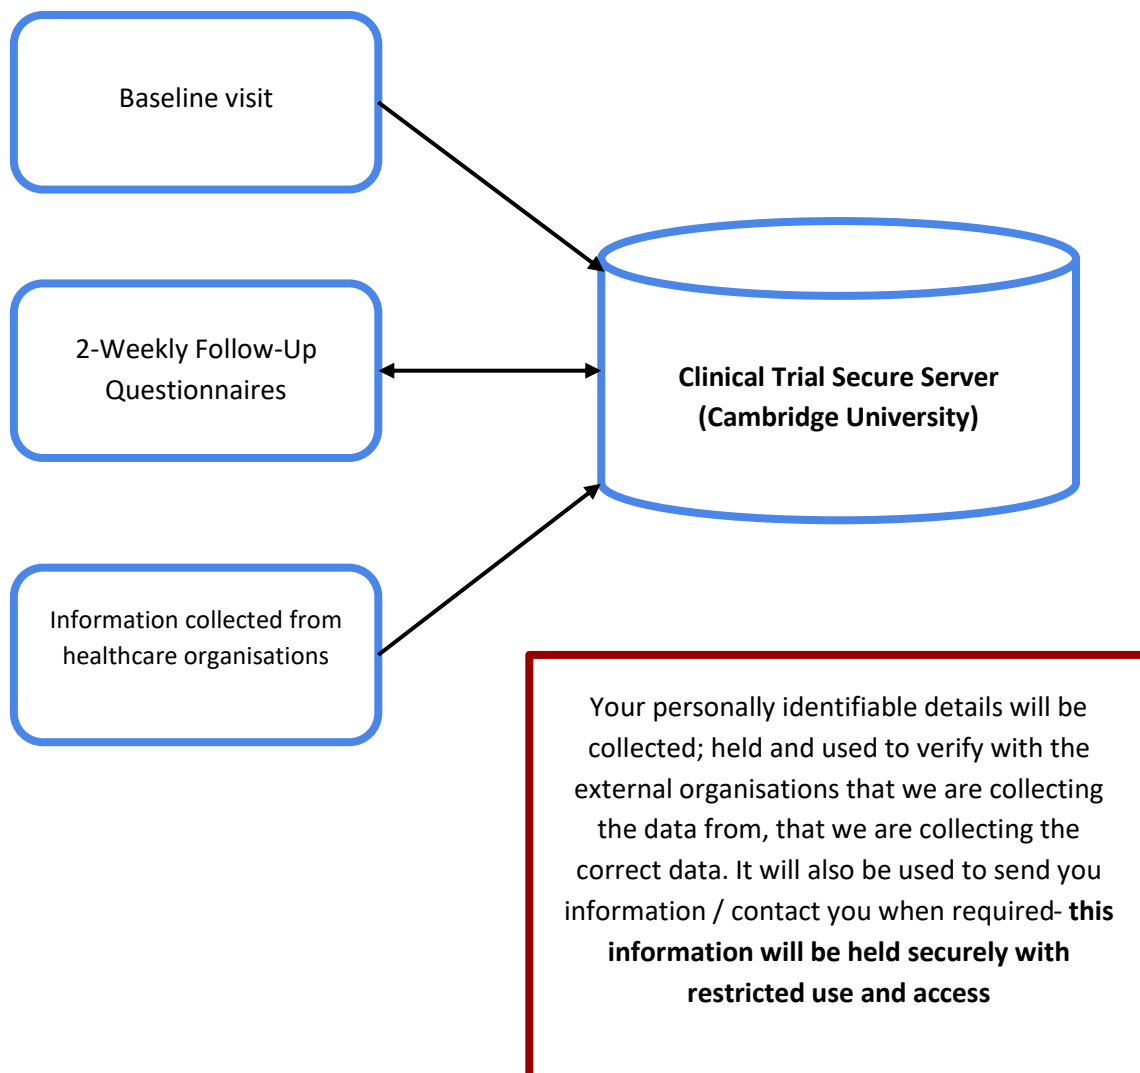 Baseline visit
2-Weekly Follow-Up
Questionnaires
Clinical Trial Secure Server
(Cambridge University)
Information collected from
healthcare organisations
Your personally identifiable details will be
collected; held and used to verify with the
external organisations that we are collecting
the data from, that we are collecting the
correct data. It will also be used to send you
information / contact you when required- this
information will be held securely with
restricted use and access